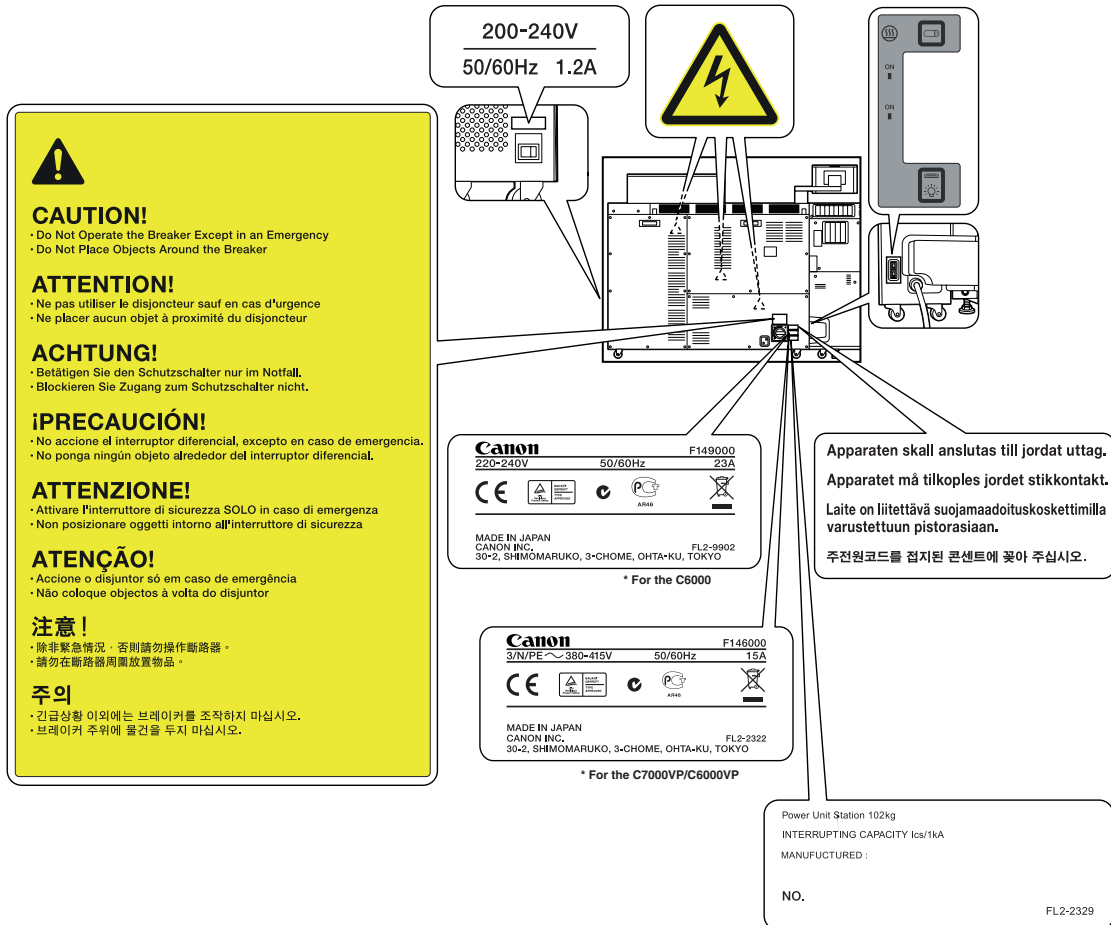 200-240V
50/60Hz 1.2A
ON
ON
CAUTION!
・Do Not Operate the Breaker Except in an Emergency
・Do Not Place Objects Around the Breaker
ATTENTION!
・Ne pas utiliser le disjoncteur sauf en cas d'urgence
・Ne placer aucun objet à proximité du disjoncteur
ACHTUNG!
・Betätigen Sie den Schutzschalter nur im Notfall.
・Blockieren Sie Zugang zum Schutzschalter nicht.
¡PRECAUCIÓN!
・No accione el interruptor diferencial, excepto en caso de emergencia.
・No ponga ningún objeto alrededor del interruptor diferencial.
ATTENZIONE!
・Attivare l'interruttore di sicurezza SOLO in caso di emergenza
・Non posizionare oggetti intorno all'interruttore di sicurezza
ATENÇÃO!
・Accione o disjuntor só em caso de emergência
・Não coloque objectos à volta do disjuntor
注意！
・除非緊急情況，否則請勿操作斷路器。
・請勿在斷路器周圍放置物品。
주의
・긴급상황 이외에는 브레이커를 조작하지 마십시오.
・브레이커 주위에 물건을 두지 마십시오.
Canon F149000
220-240V 50/60Hz 23A
AЯ46
MADE IN JAPAN
CANON INC. FL2-9902
30-2, SHIMOMARUKO, 3-CHOME, OHTA-KU, TOKYO
* For the C6000
Canon F146000
3/N/PE ～ 380-415V 50/60Hz 15A
AЯ46
MADE IN JAPAN
CANON INC. FL2-2322
30-2, SHIMOMARUKO, 3-CHOME, OHTA-KU, TOKYO
* For the C7000VP/C6000VP
Apparaten skall anslutas till jordat uttag.
Apparatet må tilkoples jordet stikkontakt.
Laite on liitettävä suojamaadoituskoskettimilla
varustettuun pistorasiaan.
주전원코드를 접지된 콘센트에 꽂아 주십시오.
Power Unit Station 102kg
INTERRUPTING CAPACITY Ics/1kA
MANUFUCTURED :
NO.
FL2-2329